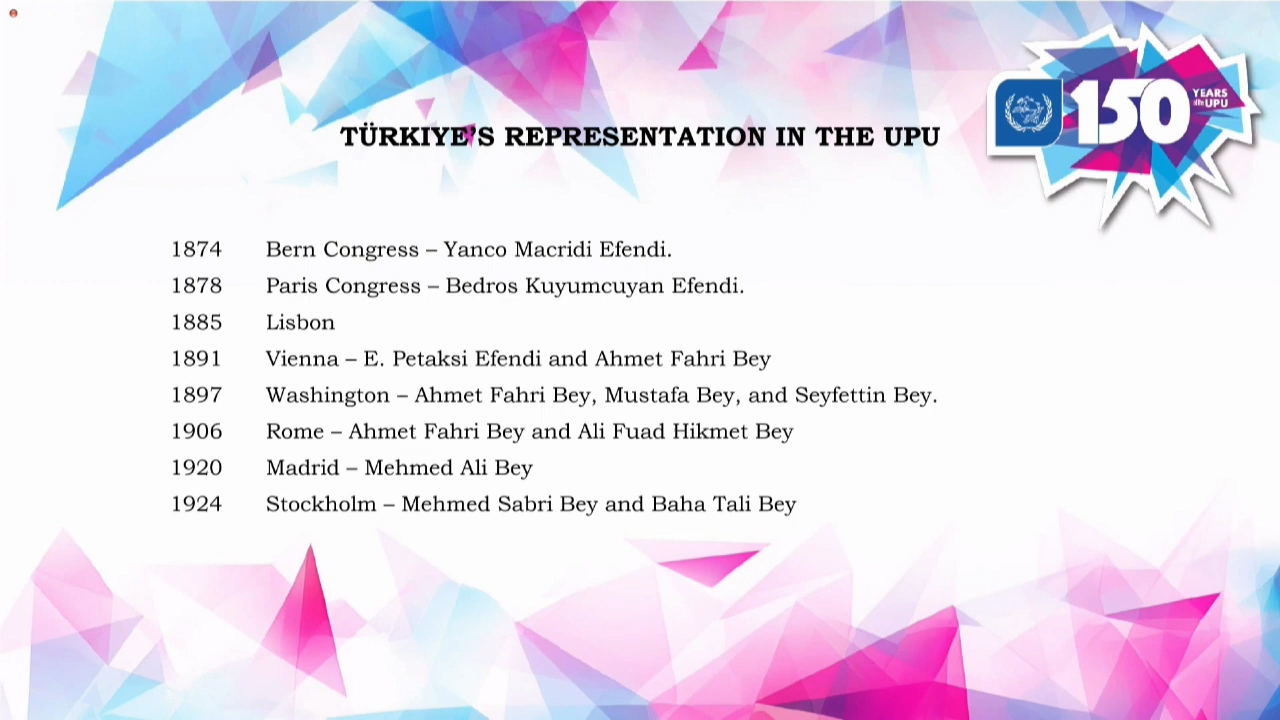 TÜRKIYE’S REPRESENTATION IN THE UPU
150 YEARS of the UPU
1874 Bern Congress – Yanco Macridi Efendi.
1878 Paris Congress – Bedros Kuyumcuyan Efendi.
1885 Lisbon
1891 Vienna – E. Petaksi Efendi and Ahmet Fahri Bey
1897 Washington – Ahmet Fahri Bey, Mustafa Bey, and Seyfettin Bey.
1906 Rome – Ahmet Fahri Bey and Ali Fuad Hikmet Bey
1920 Madrid – Mehmed Ali Bey
1924 Stockholm – Mehmed Sabri Bey and Baha Tali Bey